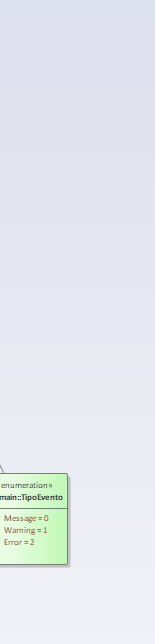 enumeration»
main::TipoEvento
Message = 0
Warning = 1
Error = 2